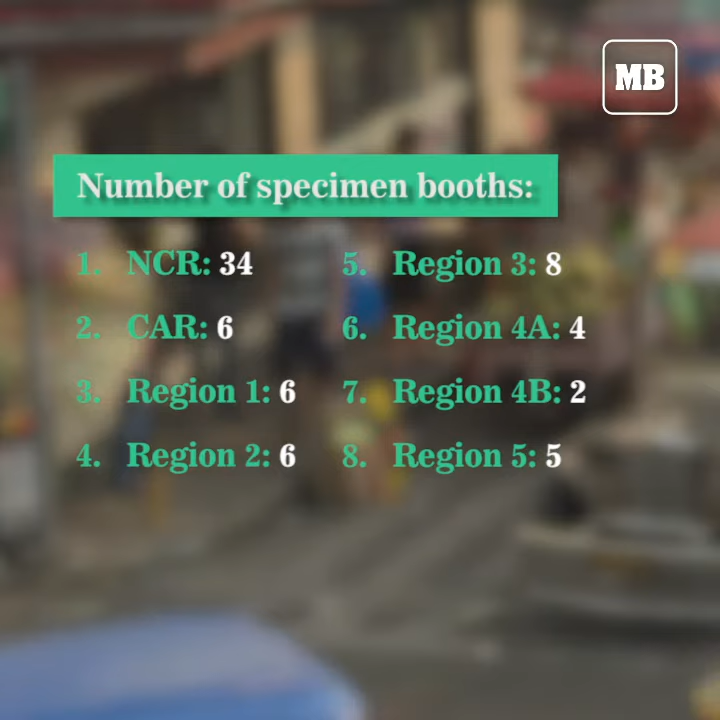 MB
Number of specimen booths:
1. NCR: 34
2. CAR: 6
3. Region 1: 6
4. Region 2: 6
5. Region 3: 8
6. Region 4A: 4
7. Region 4B: 2
8. Region 5: 5